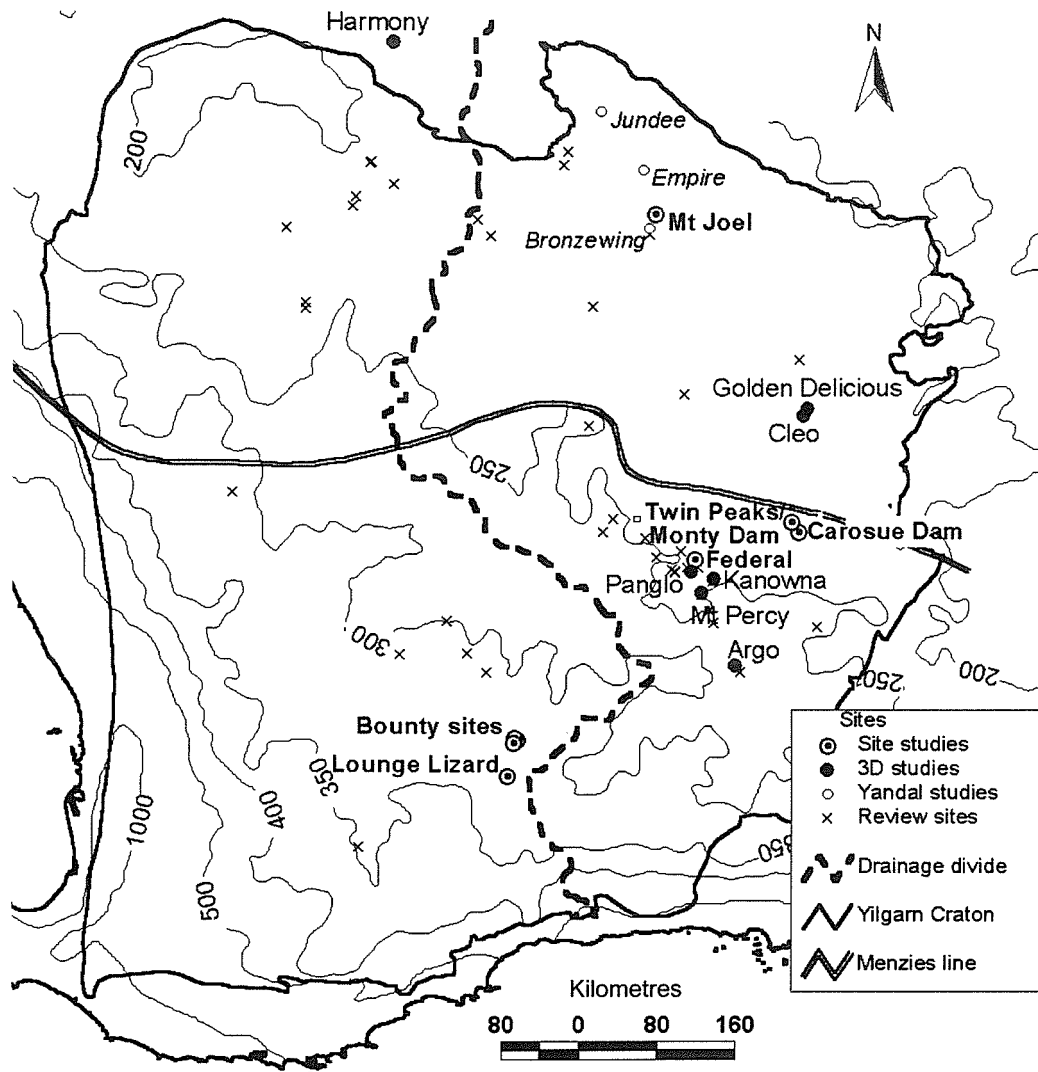 Harmony
N
200
Jundee
Empire
Mt Joel
Bronzewing
Golden Delicious
Cleo
250
Twin Peaks/
Monty Dam
Carosue Dam
Federal
Panglo
Kanowna
Mt Percy
300
Argo
250
200
Bounty sites
Lounge Lizard
350
400
1000
500
350
Sites
Site studies
3D studies
Yandal studies
Review sites
Drainage divide
Yilgarn Craton
Menzies line
Kilometres
80 0 80 160